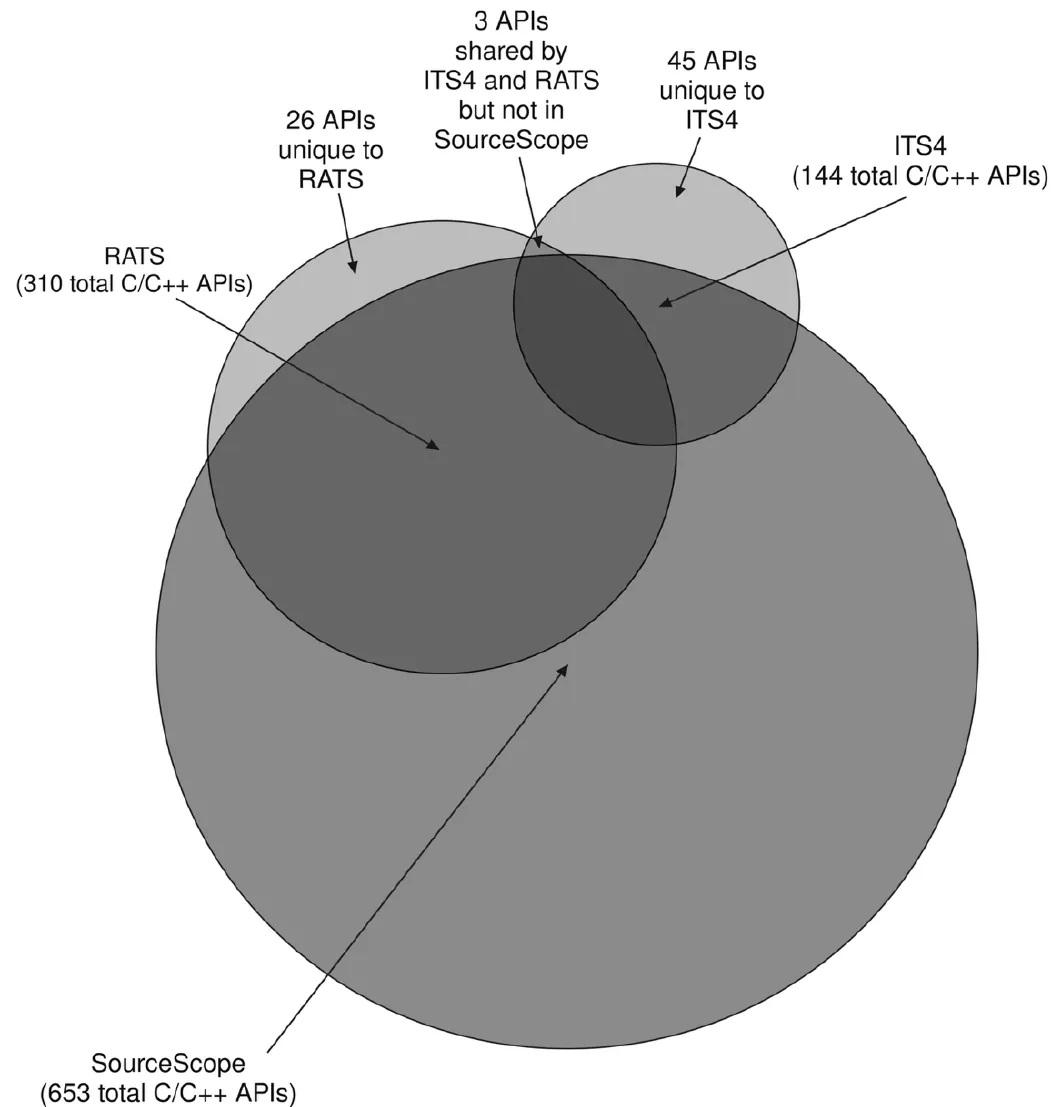 3 APIs
shared by
ITS4 and RATS
but not in
SourceScope
45 APIs
unique to
ITS4
26 APIs
unique to
RATS
ITS4
(144 total C/C++ APIs)
RATS
(310 total C/C++ APIs)
SourceScope
(653 total C/C++ APIs)